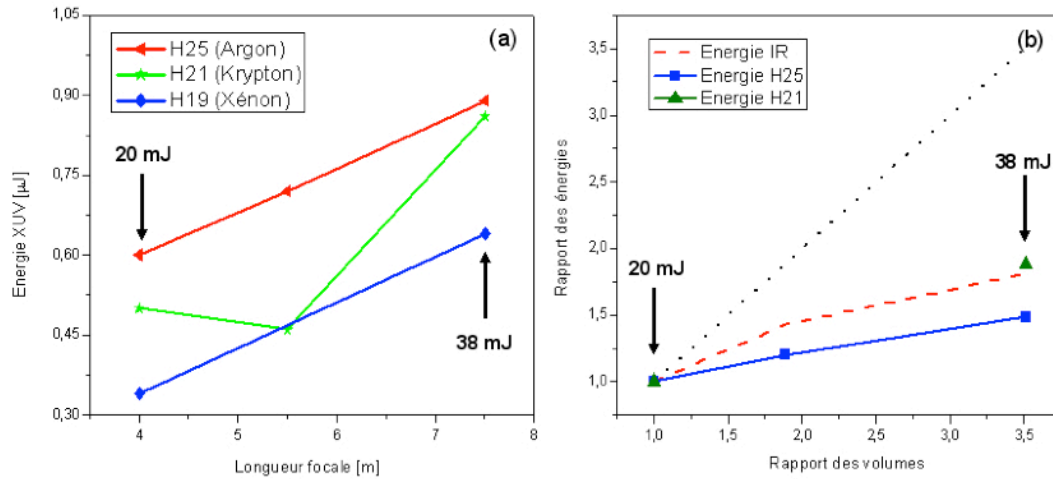 (a)
H25 (Argon)
H21 (Krypton)
H19 (Xénon)
20 mJ
38 mJ
Energie XUV [µJ]
1,05
0,90
0,75
0,60
0,45
0,30
4
5
6
7
8
Longueur focale [m]
(b)
Energie IR
Energie H25
Energie H21
20 mJ
38 mJ
Rapport des énergies
3,5
3,0
2,5
2,0
1,5
1,0
1,0
1,5
2,0
2,5
3,0
3,5
Rapport des volumes